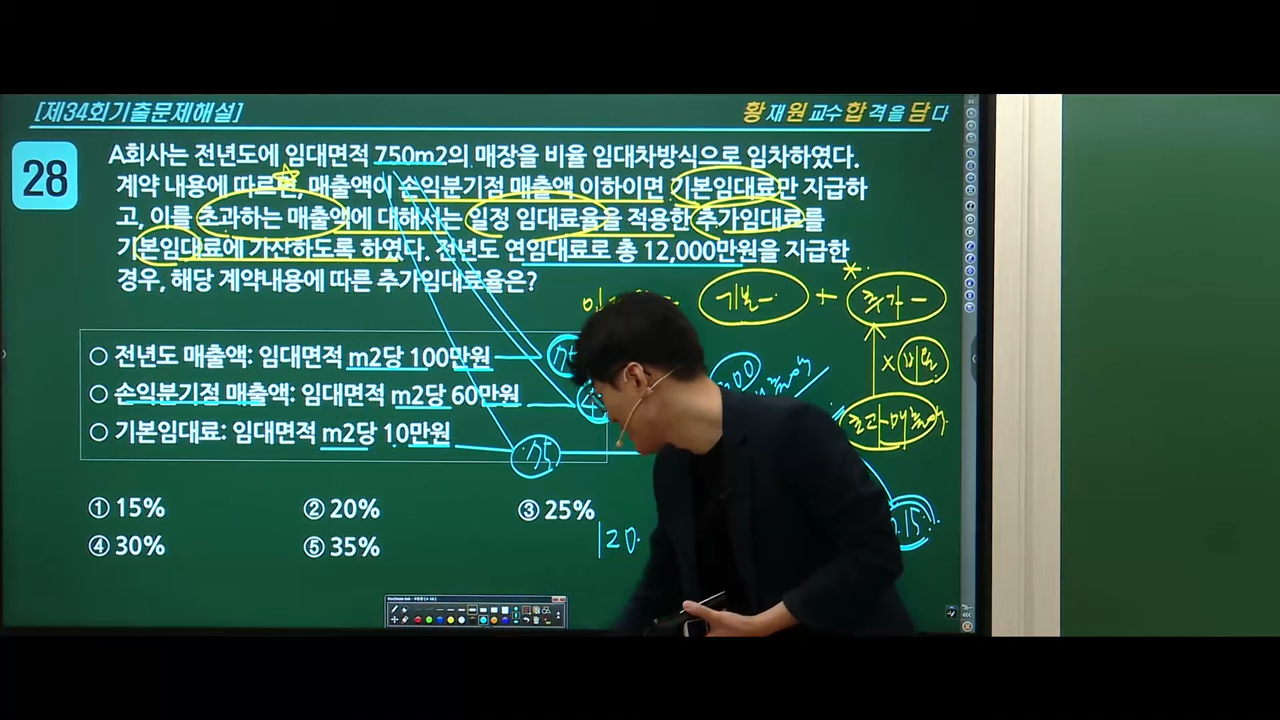 [제34회기출문제해설]
황재원 교수 합격을 담다
28
A회사는 전년도에 임대면적 750m2의 매장을 비율 임대차방식으로 임차하였다.
계약 내용에 따르면, 매출액이 손익분기점 매출액 이하이면 기본임대료만 지급하
고, 이를 초과하는 매출액에 대해서는 일정 임대료율을 적용한 추가임대료를
기본임대료에 가산하도록 하였다. 전년도 연임대료로 총 12,000만원을 지급한
경우, 해당 계약내용에 따른 추가임대료율은?
기본 + 추가
○ 전년도 매출액: 임대면적 m2당 100만원
○ 손익분기점 매출액: 임대면적 m2당 60만원
○ 기본임대료: 임대면적 m2당 10만원
75
① 15%
② 20%
③ 25%
④ 30%
⑤ 35%
120